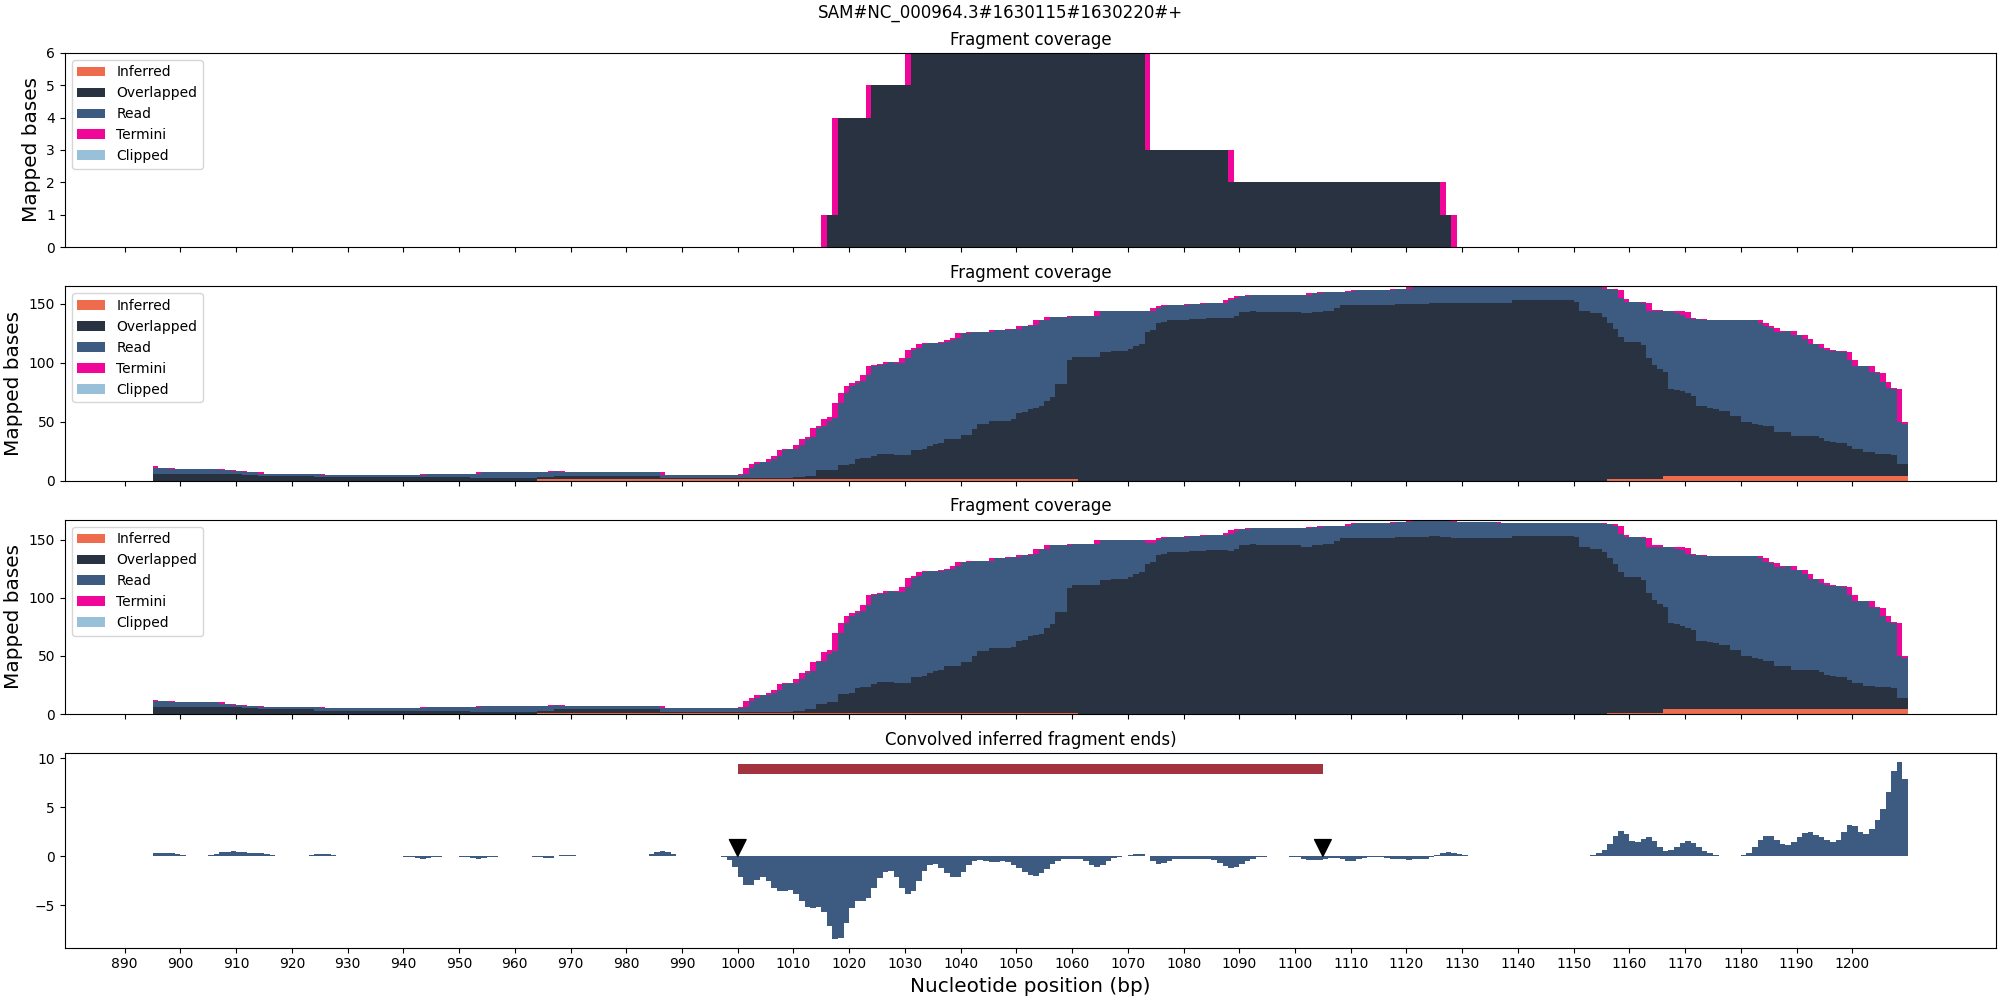 SAM#NC_000964.3#1630115#1630220#+
Fragment coverage
Mapped bases
6
5
4
3
2
1
0
Inferred
Overlapped
Read
Termini
Clipped
Fragment coverage
Mapped bases
150
100
50
0
Inferred
Overlapped
Read
Termini
Clipped
Fragment coverage
Mapped bases
150
100
50
0
Inferred
Overlapped
Read
Termini
Clipped
Convolved inferred fragment ends)
10
5
0
−5
890 900 910 920 930 940 950 960 970 980 990 1000 1010 1020 1030 1040 1050 1060 1070 1080 1090 1100 1110 1120 1130 1140 1150 1160 1170 1180 1190 1200
Nucleotide position (bp)